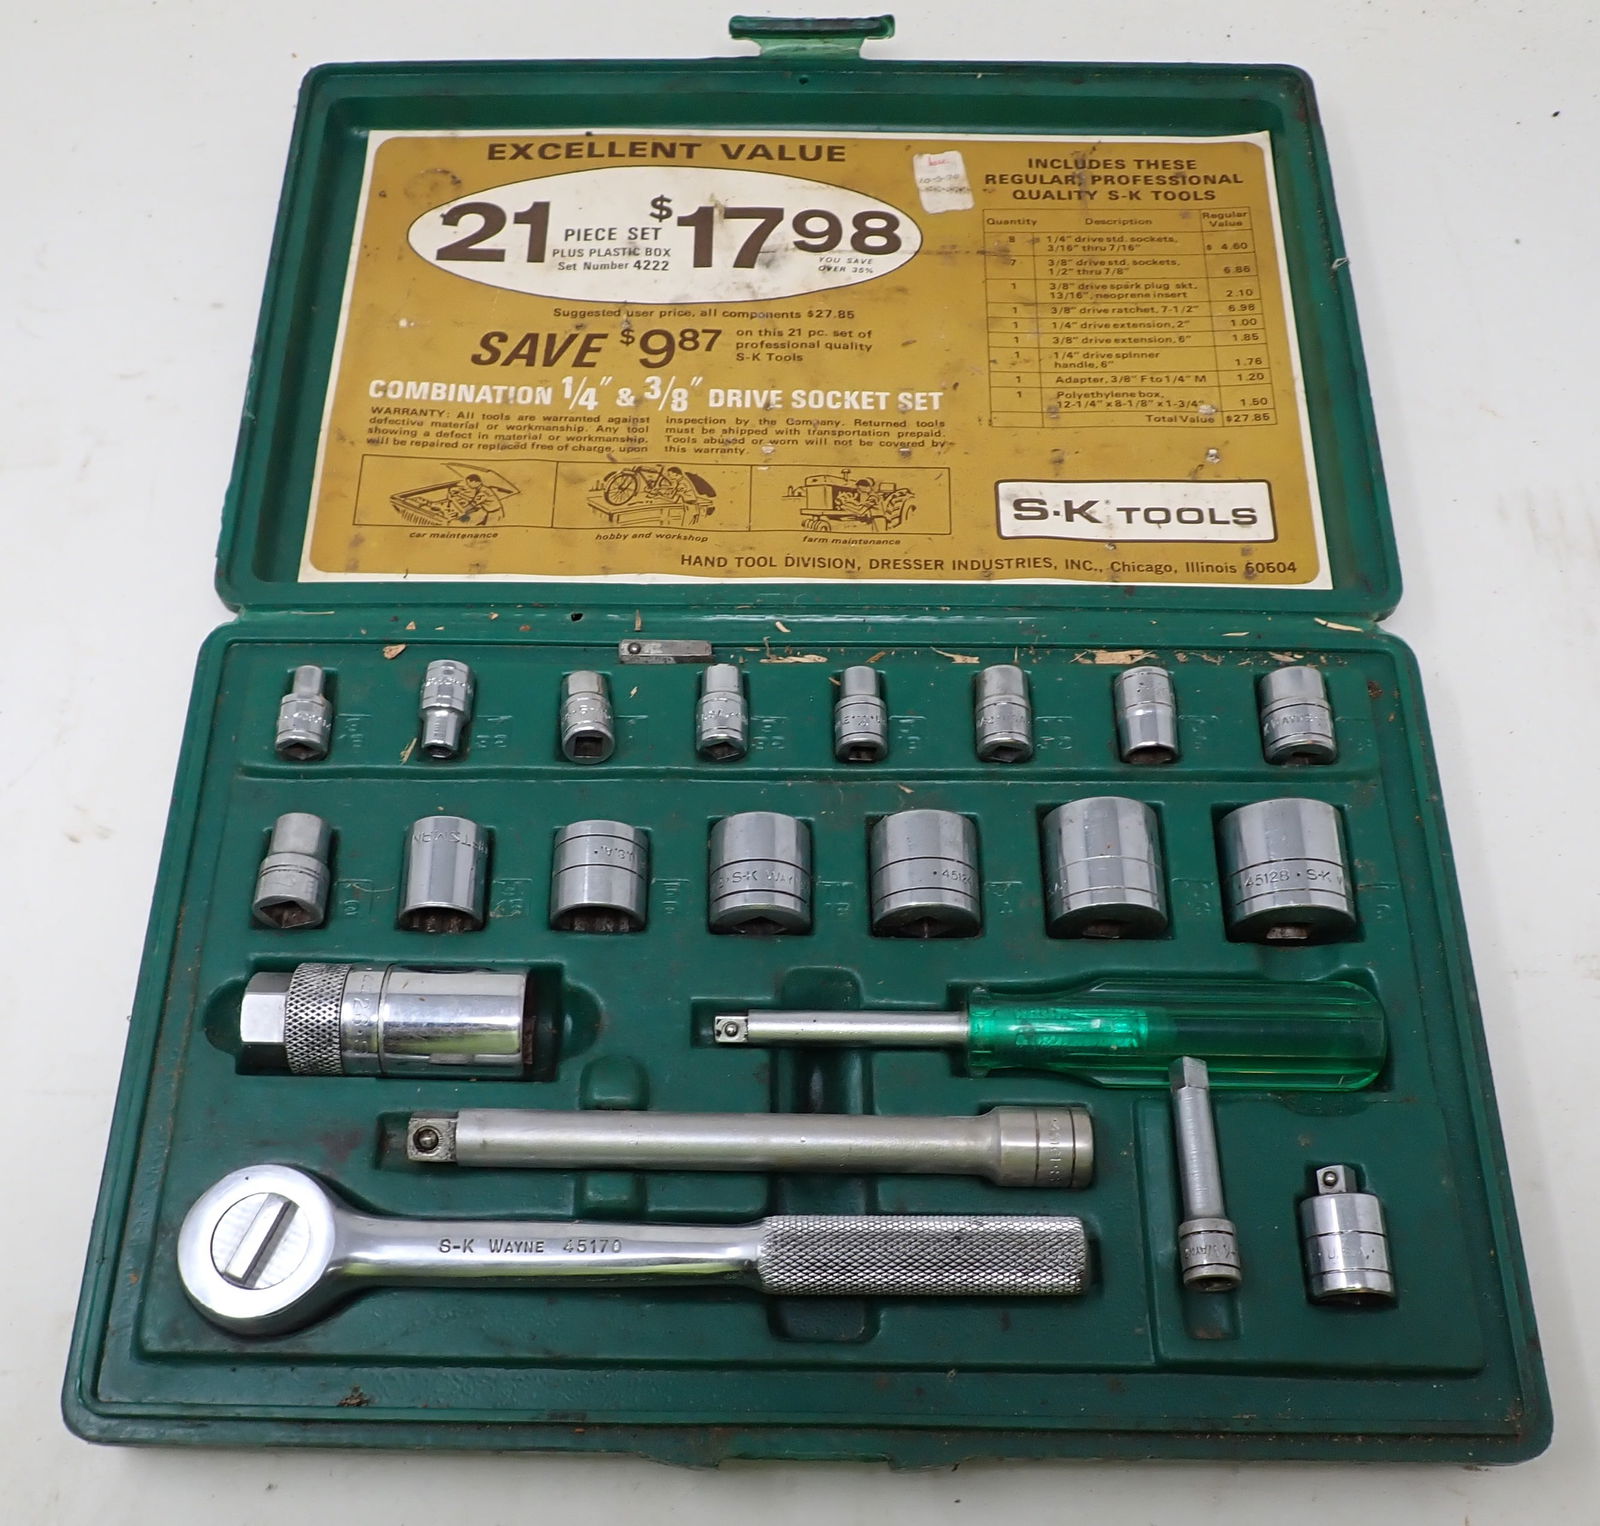 EXCELLENT VALUE
21 PIECE SET $17 98
PLUS PLASTIC BOX
Set Number 4222
YOU SAVE
OVER 35%
Suggested user price, all components $27.85
SAVE $9 87
on this 21 pc. set of
professional quality
S-K Tools
COMBINATION 1/4" & 3/8" DRIVE SOCKET SET
WARRANTY: All tools are warranted against
defective material or workmanship. Any tool
showing a defect in material or workmanship,
will be repaired or replaced free of charge, upon
inspection by the Company. Returned tools
must be shipped with transportation prepaid.
Tools abused or worn will not be covered by
this warranty.
car maintenance
hobby and workshop
farm maintenance
INCLUDES THESE
REGULAR, PROFESSIONAL
QUALITY S-K TOOLS
Quantity Description Regular Value
8 1/4" drive std. sockets, 3/16" thru 7/16" $ 4.60
7 3/8" drive std. sockets, 1/2" thru 7/8" 6.86
1 3/8" drive spark plug skt, 13/16", neoprene insert 2.10
1 3/8" drive ratchet, 7-1/2" 6.98
1 1/4" drive extension, 2" 1.00
1 3/8" drive extension, 6" 1.85
1 1/4" drive spinner handle, 6" 1.76
1 Adapter, 3/8" F to 1/4" M 1.20
1 Polyethylene box, 12-1/4" x 8-1/8" x 1-3/4" 1.50
Total Value $27.85
S·K TOOLS
HAND TOOL DIVISION, DRESSER INDUSTRIES, INC., Chicago, Illinois 60604
U.S.A.
S-K WAY
4512
45128 · S-K W
S-K WAYNE 45170